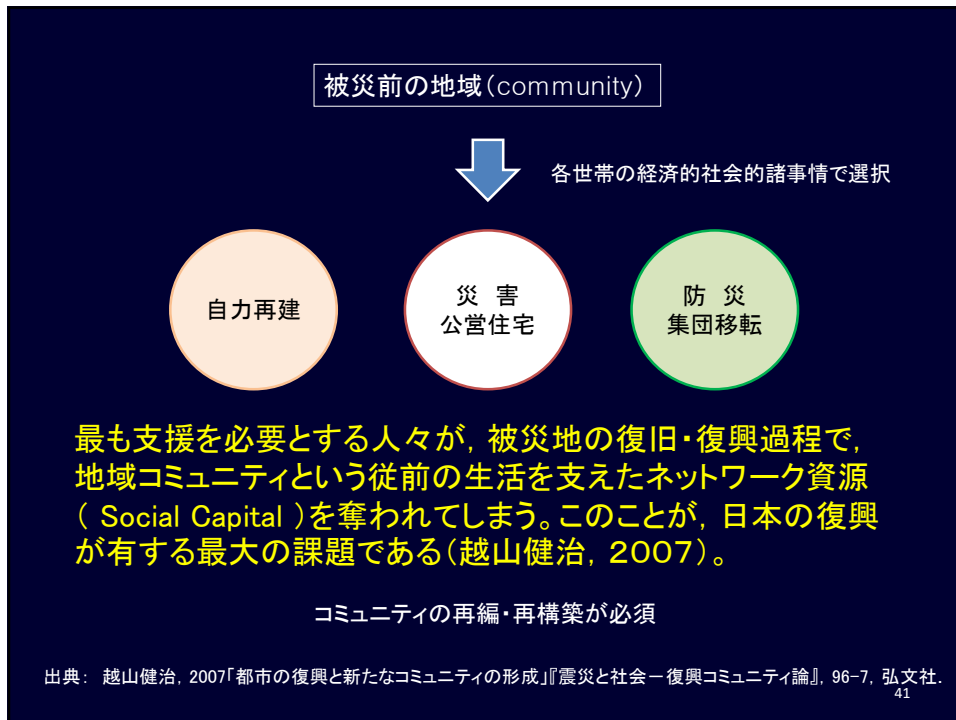 被災前の地域(community)
各世帯の経済的社会的諸事情で選択
自力再建
災 害
公営住宅
防 災
集団移転
最も支援を必要とする人々が, 被災地の復旧・復興過程で,
地域コミュニティという従前の生活を支えたネットワーク資源
( Social Capital )を奪われてしまう。このことが, 日本の復興
が有する最大の課題である(越山健治, 2007)。
コミュニティの再編・再構築が必須
出典: 越山健治, 2007「都市の復興と新たなコミュニティの形成」『震災と社会-復興コミュニティ論』, 96-7, 弘文社.
41